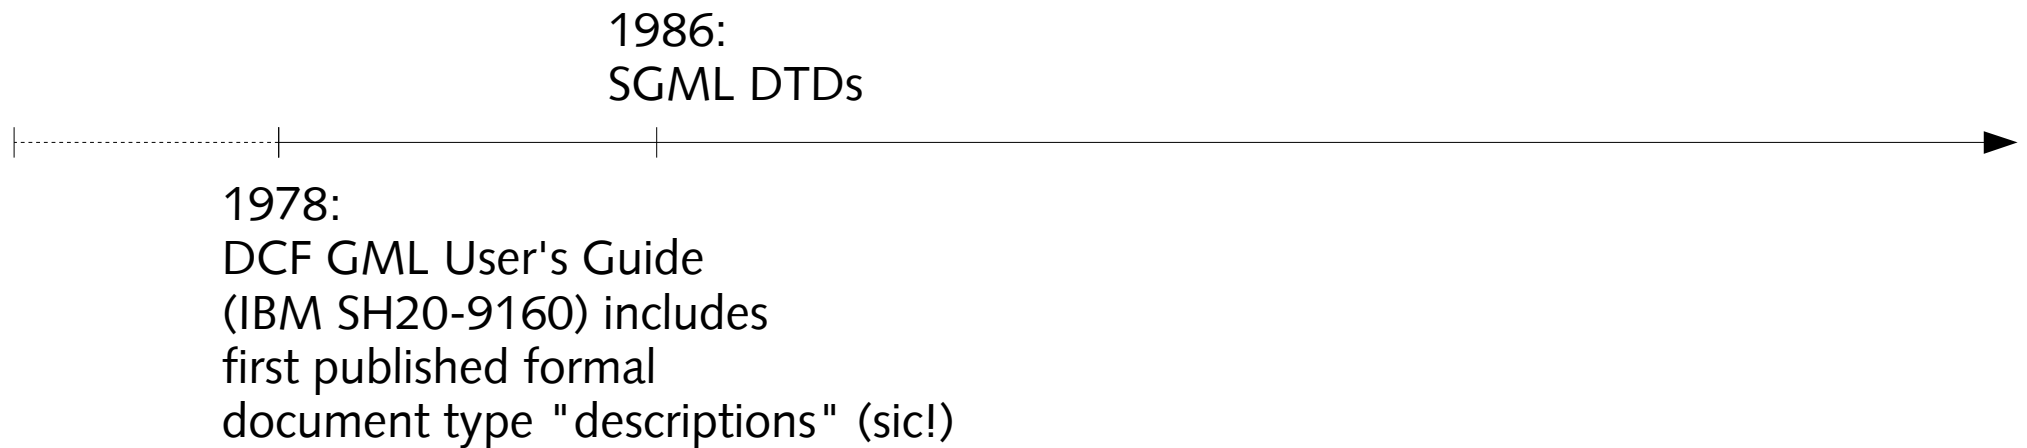 1986:
SGML DTDs
1978:
DCF GML User's Guide
(IBM SH20-9160) includes
first published formal
document type "descriptions" (sic!)